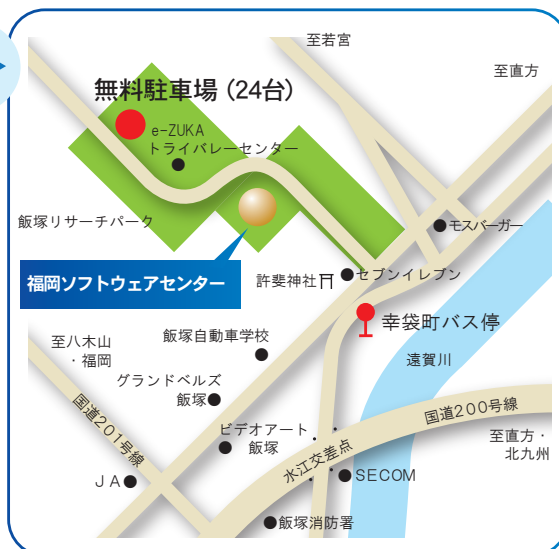 至若宮
至直方
無料駐車場（24台）
e-ZUKA
トライバレーセンター
飯塚リサーチパーク
モスバーガー
福岡ソフトウェアセンター
許斐神社
セブンイレブン
幸袋町バス停
至八木山
・福岡
飯塚自動車学校
遠賀川
グランドベルズ
飯塚
国道201号線
国道200号線
ビデオアート
飯塚
水江交差点
至直方・
北九州
ＪＡ
SECOM
飯塚消防署